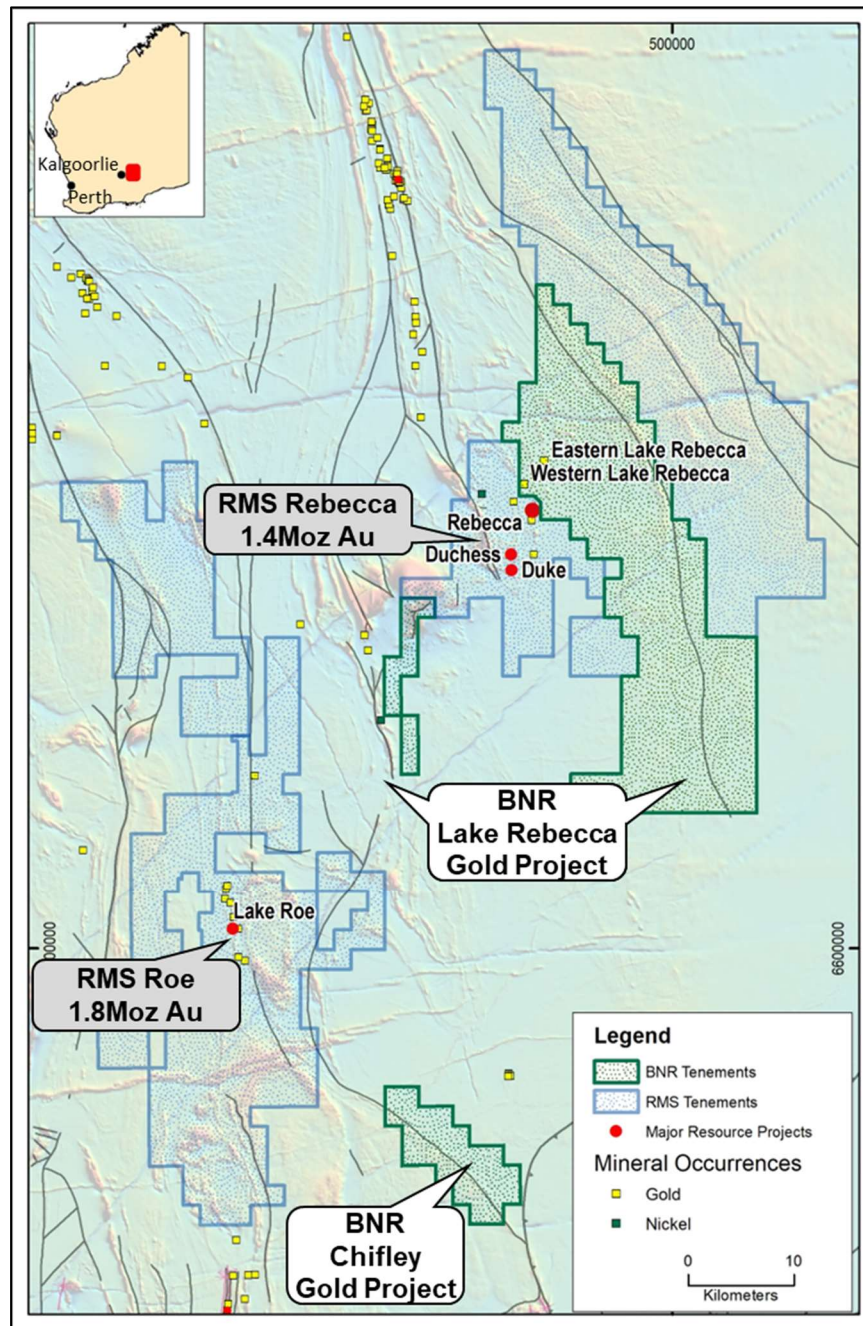 500000
Kalgoorlie
Perth
Eastern Lake Rebecca
Western Lake Rebecca
RMS Rebecca
1.4Moz Au
Rebecca
Duchess
Duke
BNR
Lake Rebecca
Gold Project
Lake Roe
6600000
RMS Roe
1.8Moz Au
BNR
Chifley
Gold Project
Legend
BNR Tenements
RMS Tenements
Major Resource Projects
Mineral Occurrences
Gold
Nickel
0 10
Kilometers